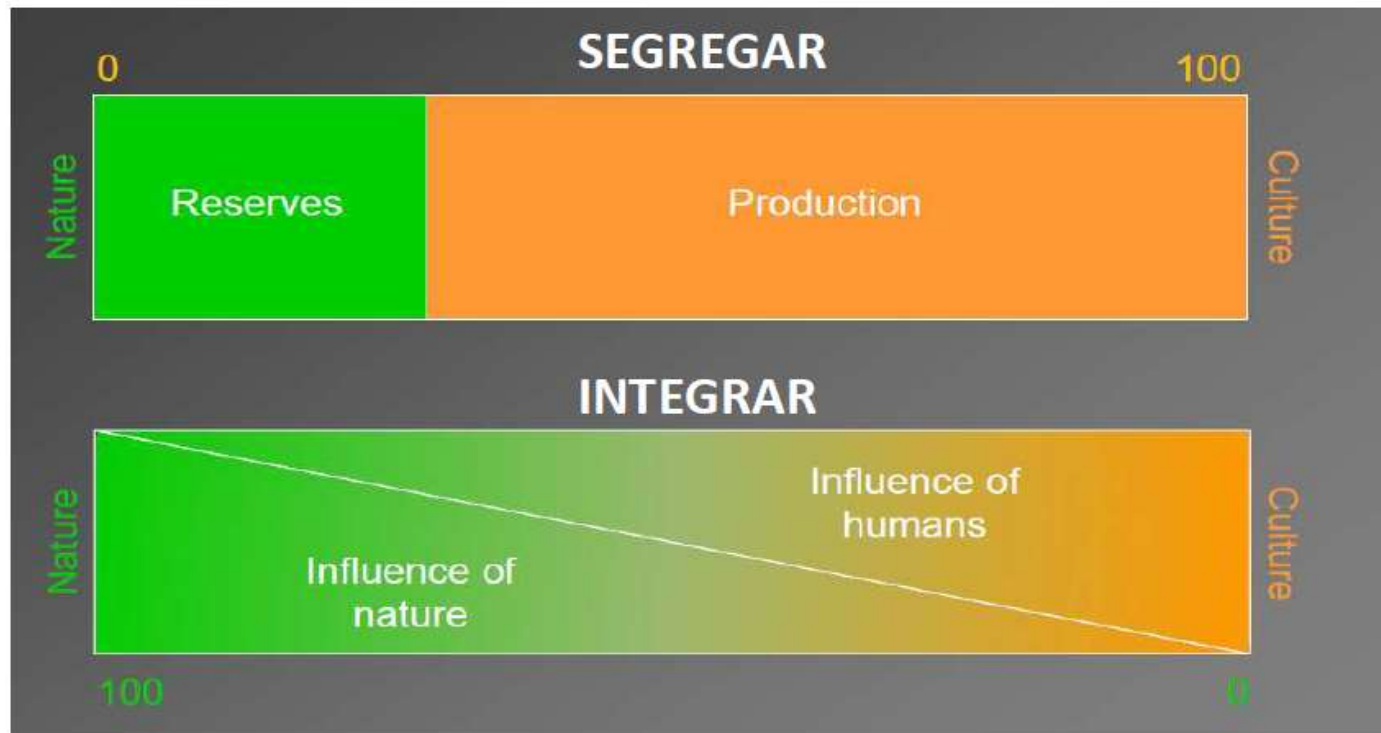 SEGREGAR
0
100
Nature
Reserves
Production
Culture
INTEGRAR
Nature
Influence of
nature
Influence of
humans
Culture
100
0